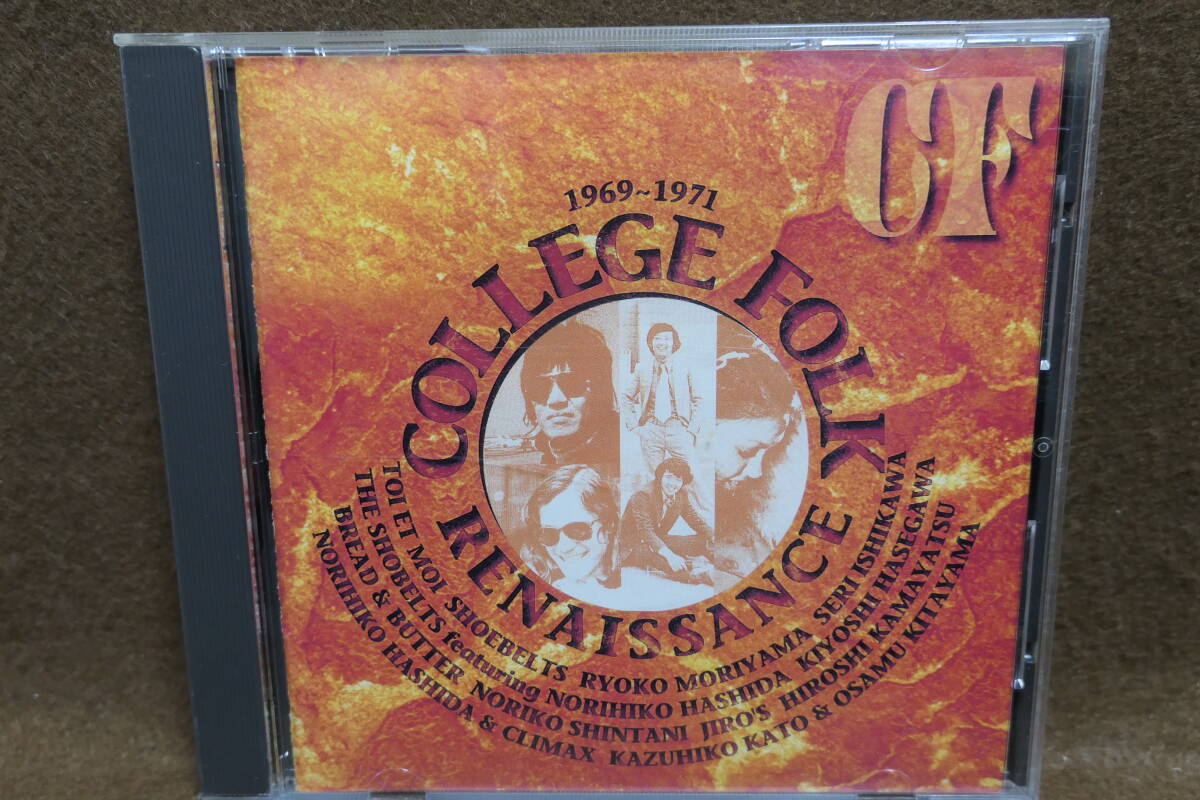 CF
1969~1971
COLLEGE FOLK
RENAISSANCE
TOI ET MOI SHOEBELTS RYOKO MORIYAMA SERI ISHIKAWA
THE SHOBELTS featuring NORIHIKO HASHIDA KIYOSHI HASEGAWA
BREAD & BUTTER NORIKO SHINTANI JIRO'S HIROSHI KAMAYATSU
NORIHIKO HASHIDA & CLIMAX KAZUHIKO KATO & OSAMU KITAYAMA